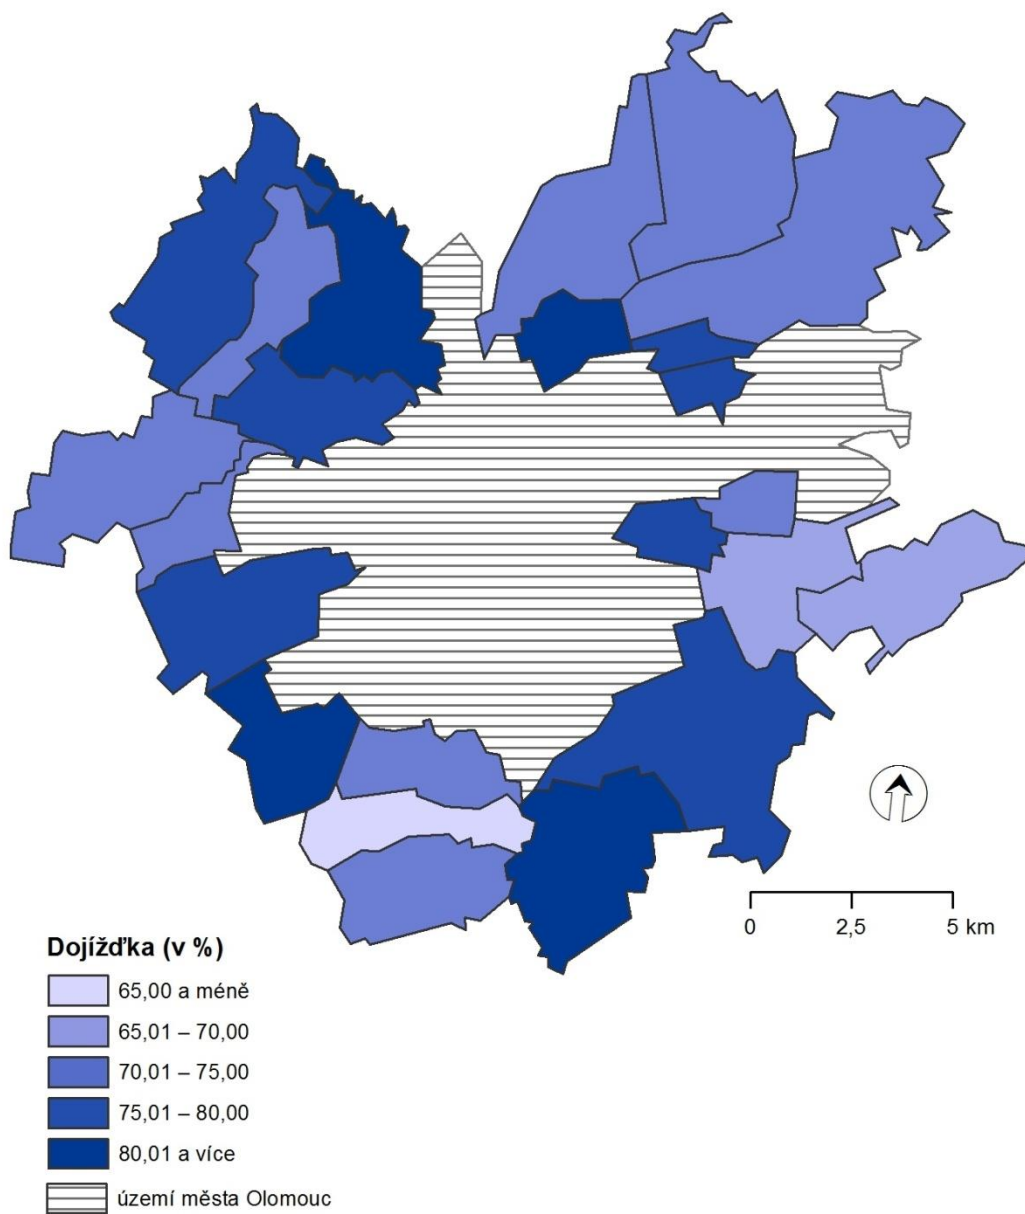 0 2,5 5 km
Dojížďka (v %)
65,00 a méně
65,01 – 70,00
70,01 – 75,00
75,01 – 80,00
80,01 a více
území města Olomouc